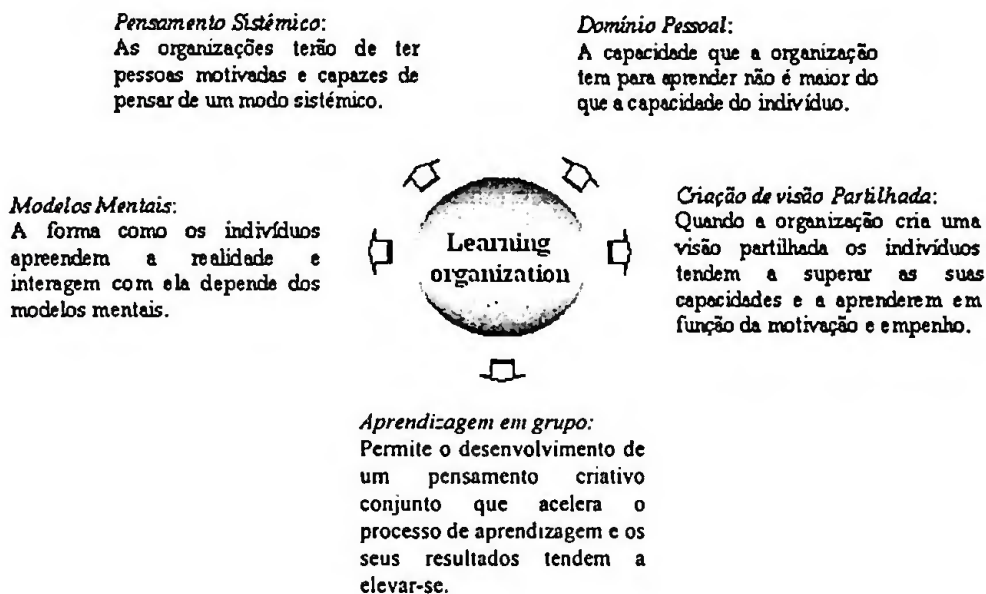 Pensamento Sistémico:
As organizações terão de ter
pessoas motivadas e capazes de
pensar de um modo sistémico.
Domínio Pessoal:
A capacidade que a organização
tem para aprender não é maior do
que a capacidade do indivíduo.
Modelos Mentais:
A forma como os indivíduos
apreendem a realidade e
interagem com ela depende dos
modelos mentais.
Learning
organization
Criação de visão Partilhada:
Quando a organização cria uma
visão partilhada os indivíduos
tendem a superar as suas
capacidades e a aprenderem em
função da motivação e empenho.
Aprendizagem em grupo:
Permite o desenvolvimento de
um pensamento criativo
conjunto que acelera o
processo de aprendizagem e os
seus resultados tendem a
elevar-se.